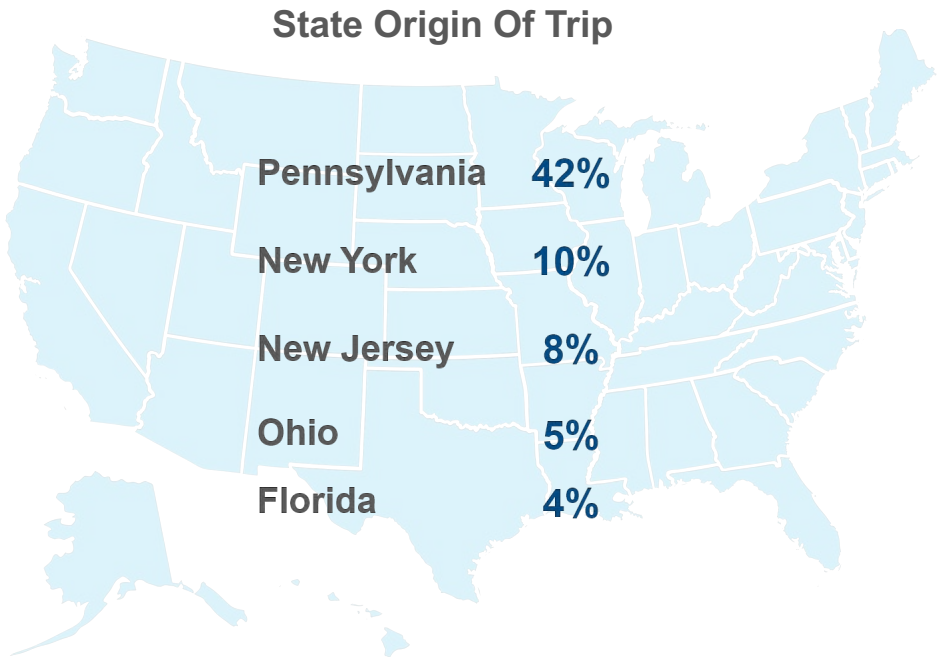 State Origin Of Trip
Pennsylvania 42%
New York 10%
New Jersey 8%
Ohio 5%
Florida 4%